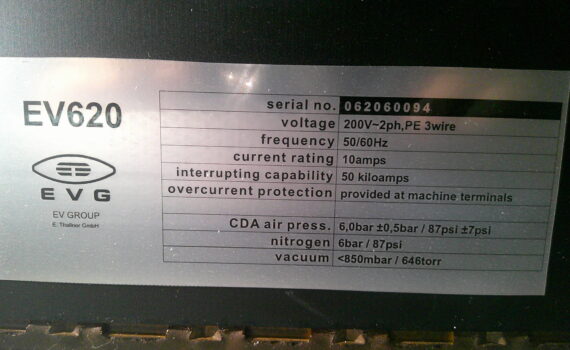 EV620
EVG
EV GROUP
E. Thallner GmbH
serial no. 062060094
voltage 200V~2ph,PE 3wire
frequency 50/60Hz
current rating 10amps
interrupting capability 50 kiloamps
overcurrent protection provided at machine terminals
CDA air press. 6,0bar ±0,5bar / 87psi ±7psi
nitrogen 6bar / 87psi
vacuum <850mbar / 646torr